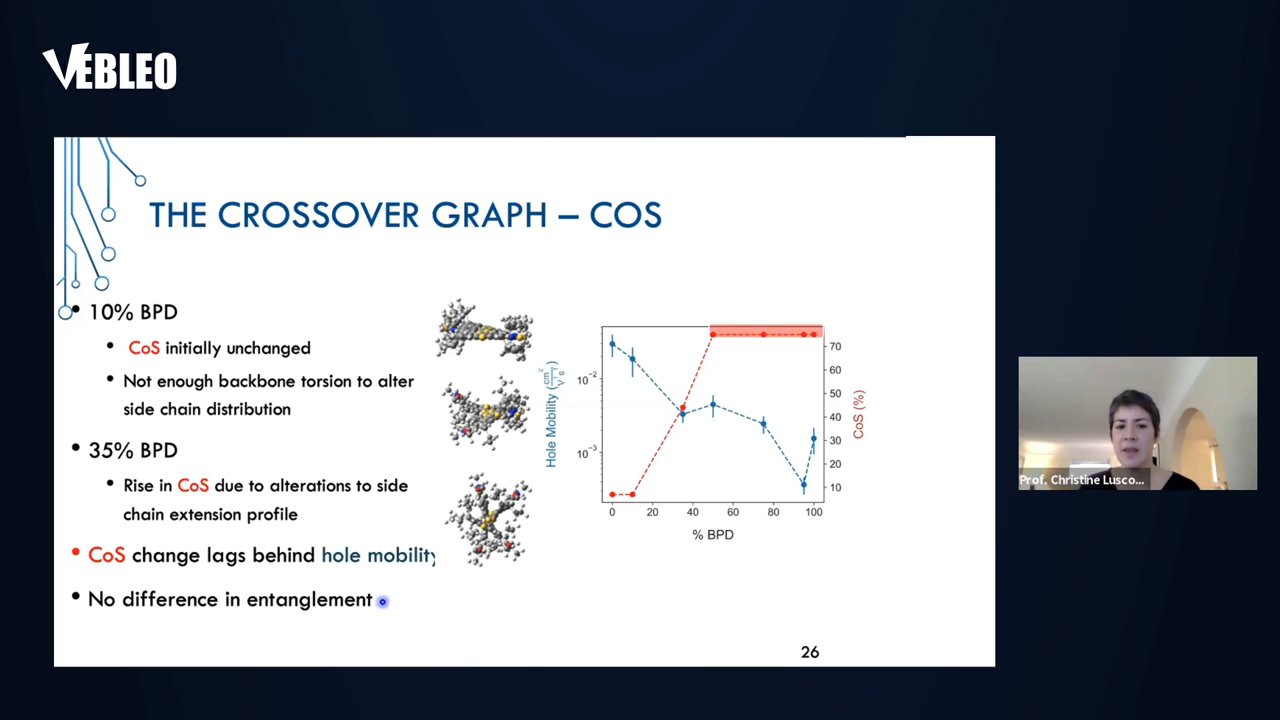 VEBLEO
THE CROSSOVER GRAPH – COS
• 10% BPD
• CoS initially unchanged
• Not enough backbone torsion to alter
side chain distribution
• 35% BPD
• Rise in CoS due to alterations to side
chain extension profile
• CoS change lags behind hole mobility
• No difference in entanglement
Hole Mobility (cm²/V s)
10⁻²
10⁻³
0 20 40 60 80 100
% BPD
70
60
50
40
30
20
10
CoS (%)
26
Prof. Christine Lusco...